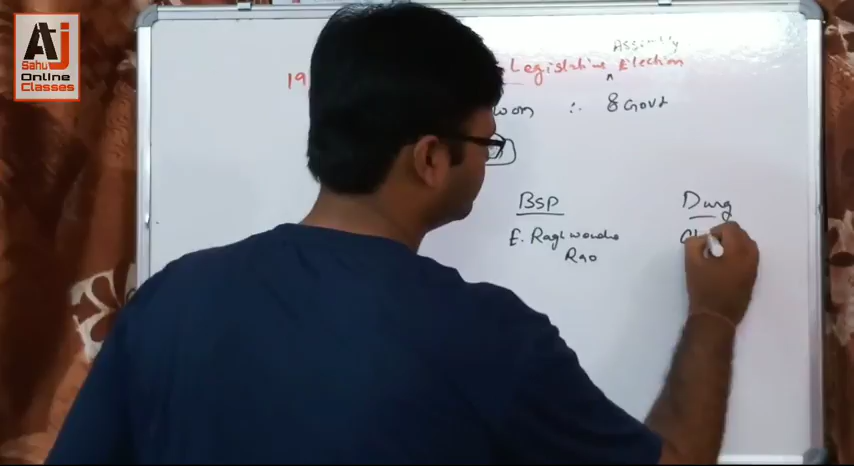 AJ
Sahu
Online
Classes
Assembly
19 Legislative ^ Election
won ∴ 8 Govt
BSP Durg
E. Raghwendra
Rao